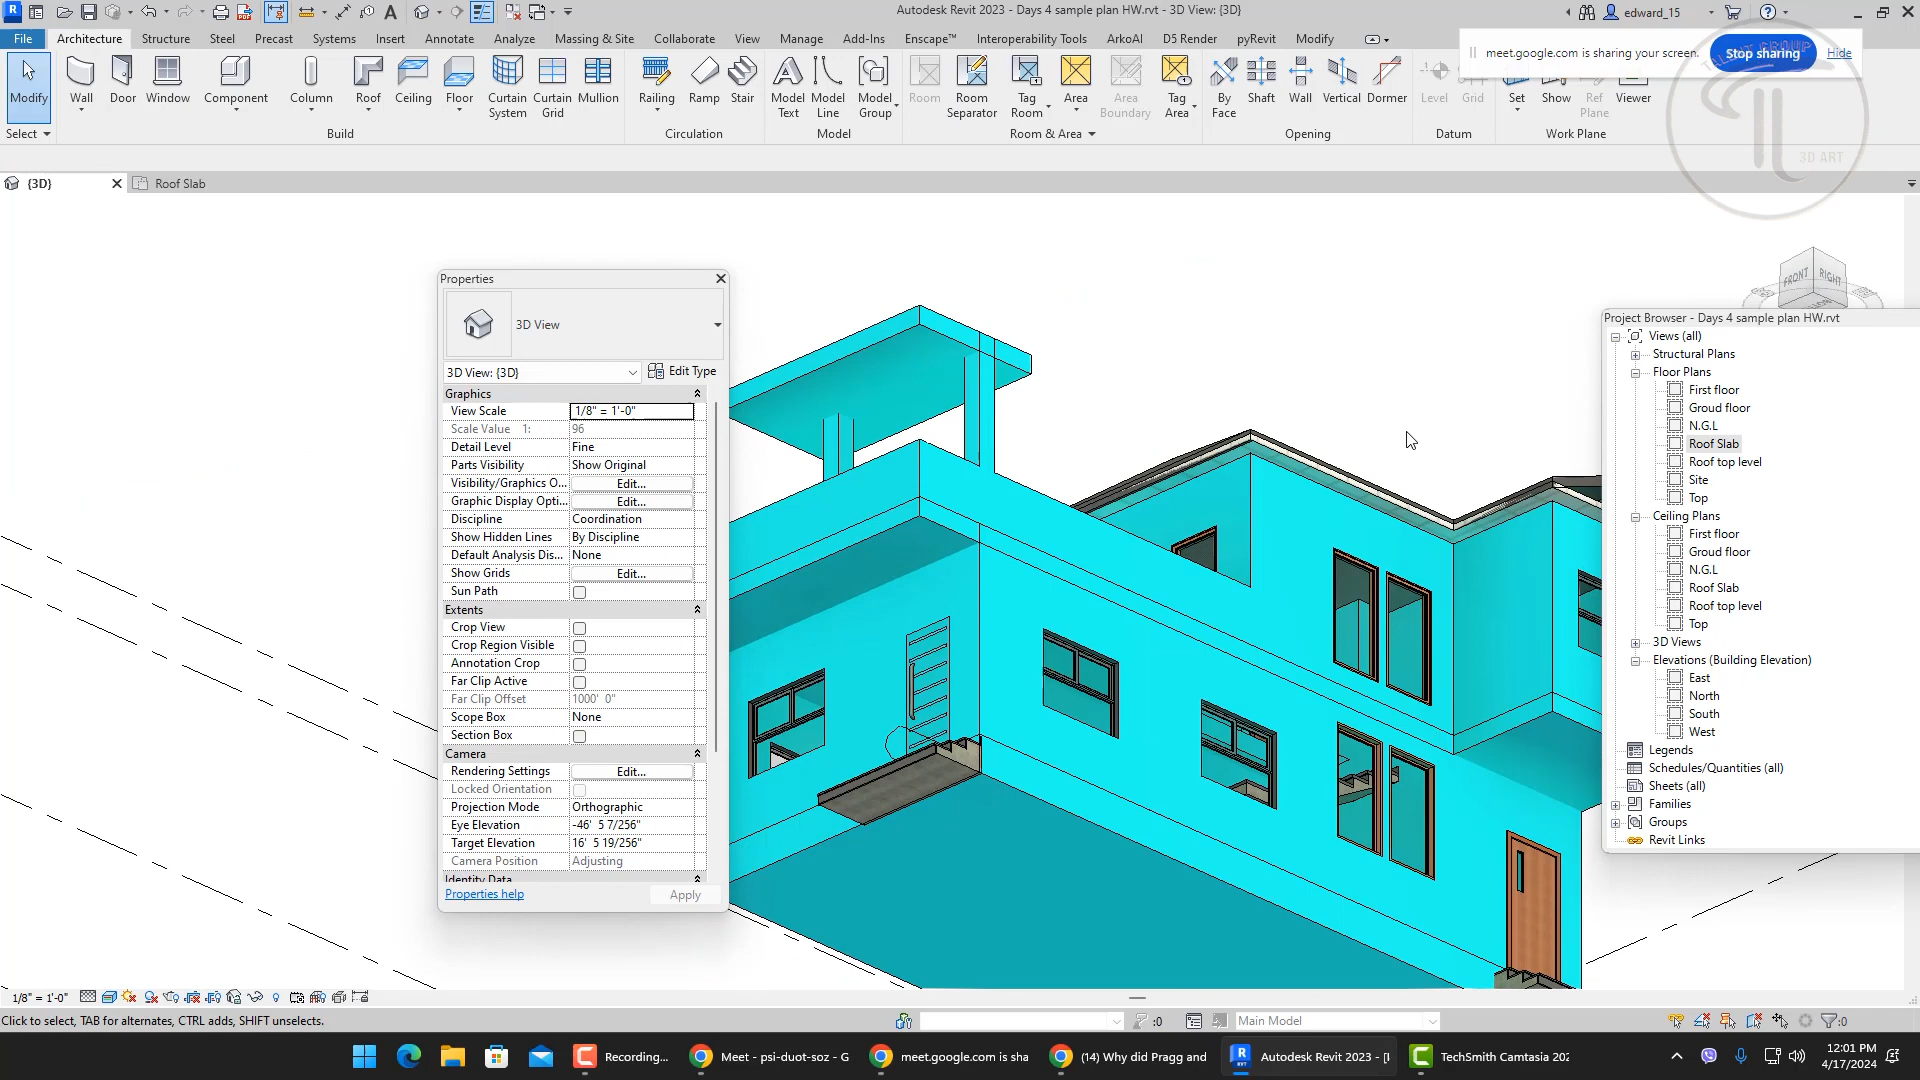 Autodesk Revit 2023 - Days 4 sample plan HW.rvt - 3D View: {3D}
edward_15
File
Architecture
Structure
Steel
Precast
Systems
Insert
Annotate
Analyze
Massing & Site
Collaborate
View
Manage
Add-Ins
Enscape™
Interoperability Tools
ArkoAI
D5 Render
pyRevit
Modify
meet.google.com is sharing your screen.
Stop sharing
Hide
Modify
Wall
Door
Window
Component
Column
Roof
Ceiling
Floor
Curtain System
Curtain Grid
Mullion
Railing
Ramp
Stair
Model Text
Model Line
Model Group
Room
Room Separator
Tag Room
Area
Area Boundary
Tag Area
By Face
Shaft
Wall
Vertical
Dormer
Level
Grid
Set
Show
Ref Plane
Viewer
Select
Build
Circulation
Model
Room & Area
Opening
Datum
Work Plane
3D ART
{3D}
Roof Slab
FRONT
RIGHT
Properties
3D View
3D View: {3D}
Edit Type
Graphics
View Scale 1/8" = 1'-0"
Scale Value 1: 96
Detail Level Fine
Parts Visibility Show Original
Visibility/Graphics O... Edit...
Graphic Display Opti... Edit...
Discipline Coordination
Show Hidden Lines By Discipline
Default Analysis Dis... None
Show Grids Edit...
Sun Path
Extents
Crop View
Crop Region Visible
Annotation Crop
Far Clip Active
Far Clip Offset 1000' 0"
Scope Box None
Section Box
Camera
Rendering Settings Edit...
Locked Orientation
Projection Mode Orthographic
Eye Elevation -46' 5 7/256"
Target Elevation 16' 5 19/256"
Camera Position Adjusting
Identity Data
Properties help
Apply
Project Browser - Days 4 sample plan HW.rvt
Views (all)
Structural Plans
Floor Plans
First floor
Groud floor
N.G.L
Roof Slab
Roof top level
Site
Top
Ceiling Plans
First floor
Groud floor
N.G.L
Roof Slab
Roof top level
Top
3D Views
Elevations (Building Elevation)
East
North
South
West
Legends
Schedules/Quantities (all)
Sheets (all)
Families
Groups
Revit Links
1/8" = 1'-0"
Click to select, TAB for alternates, CTRL adds, SHIFT unselects.
:0
Main Model
:0
Recording...
Meet - psi-duot-soz - G
meet.google.com is sha
(14) Why did Pragg and
Autodesk Revit 2023 - [
TechSmith Camtasia 202
12:01 PM
4/17/2024